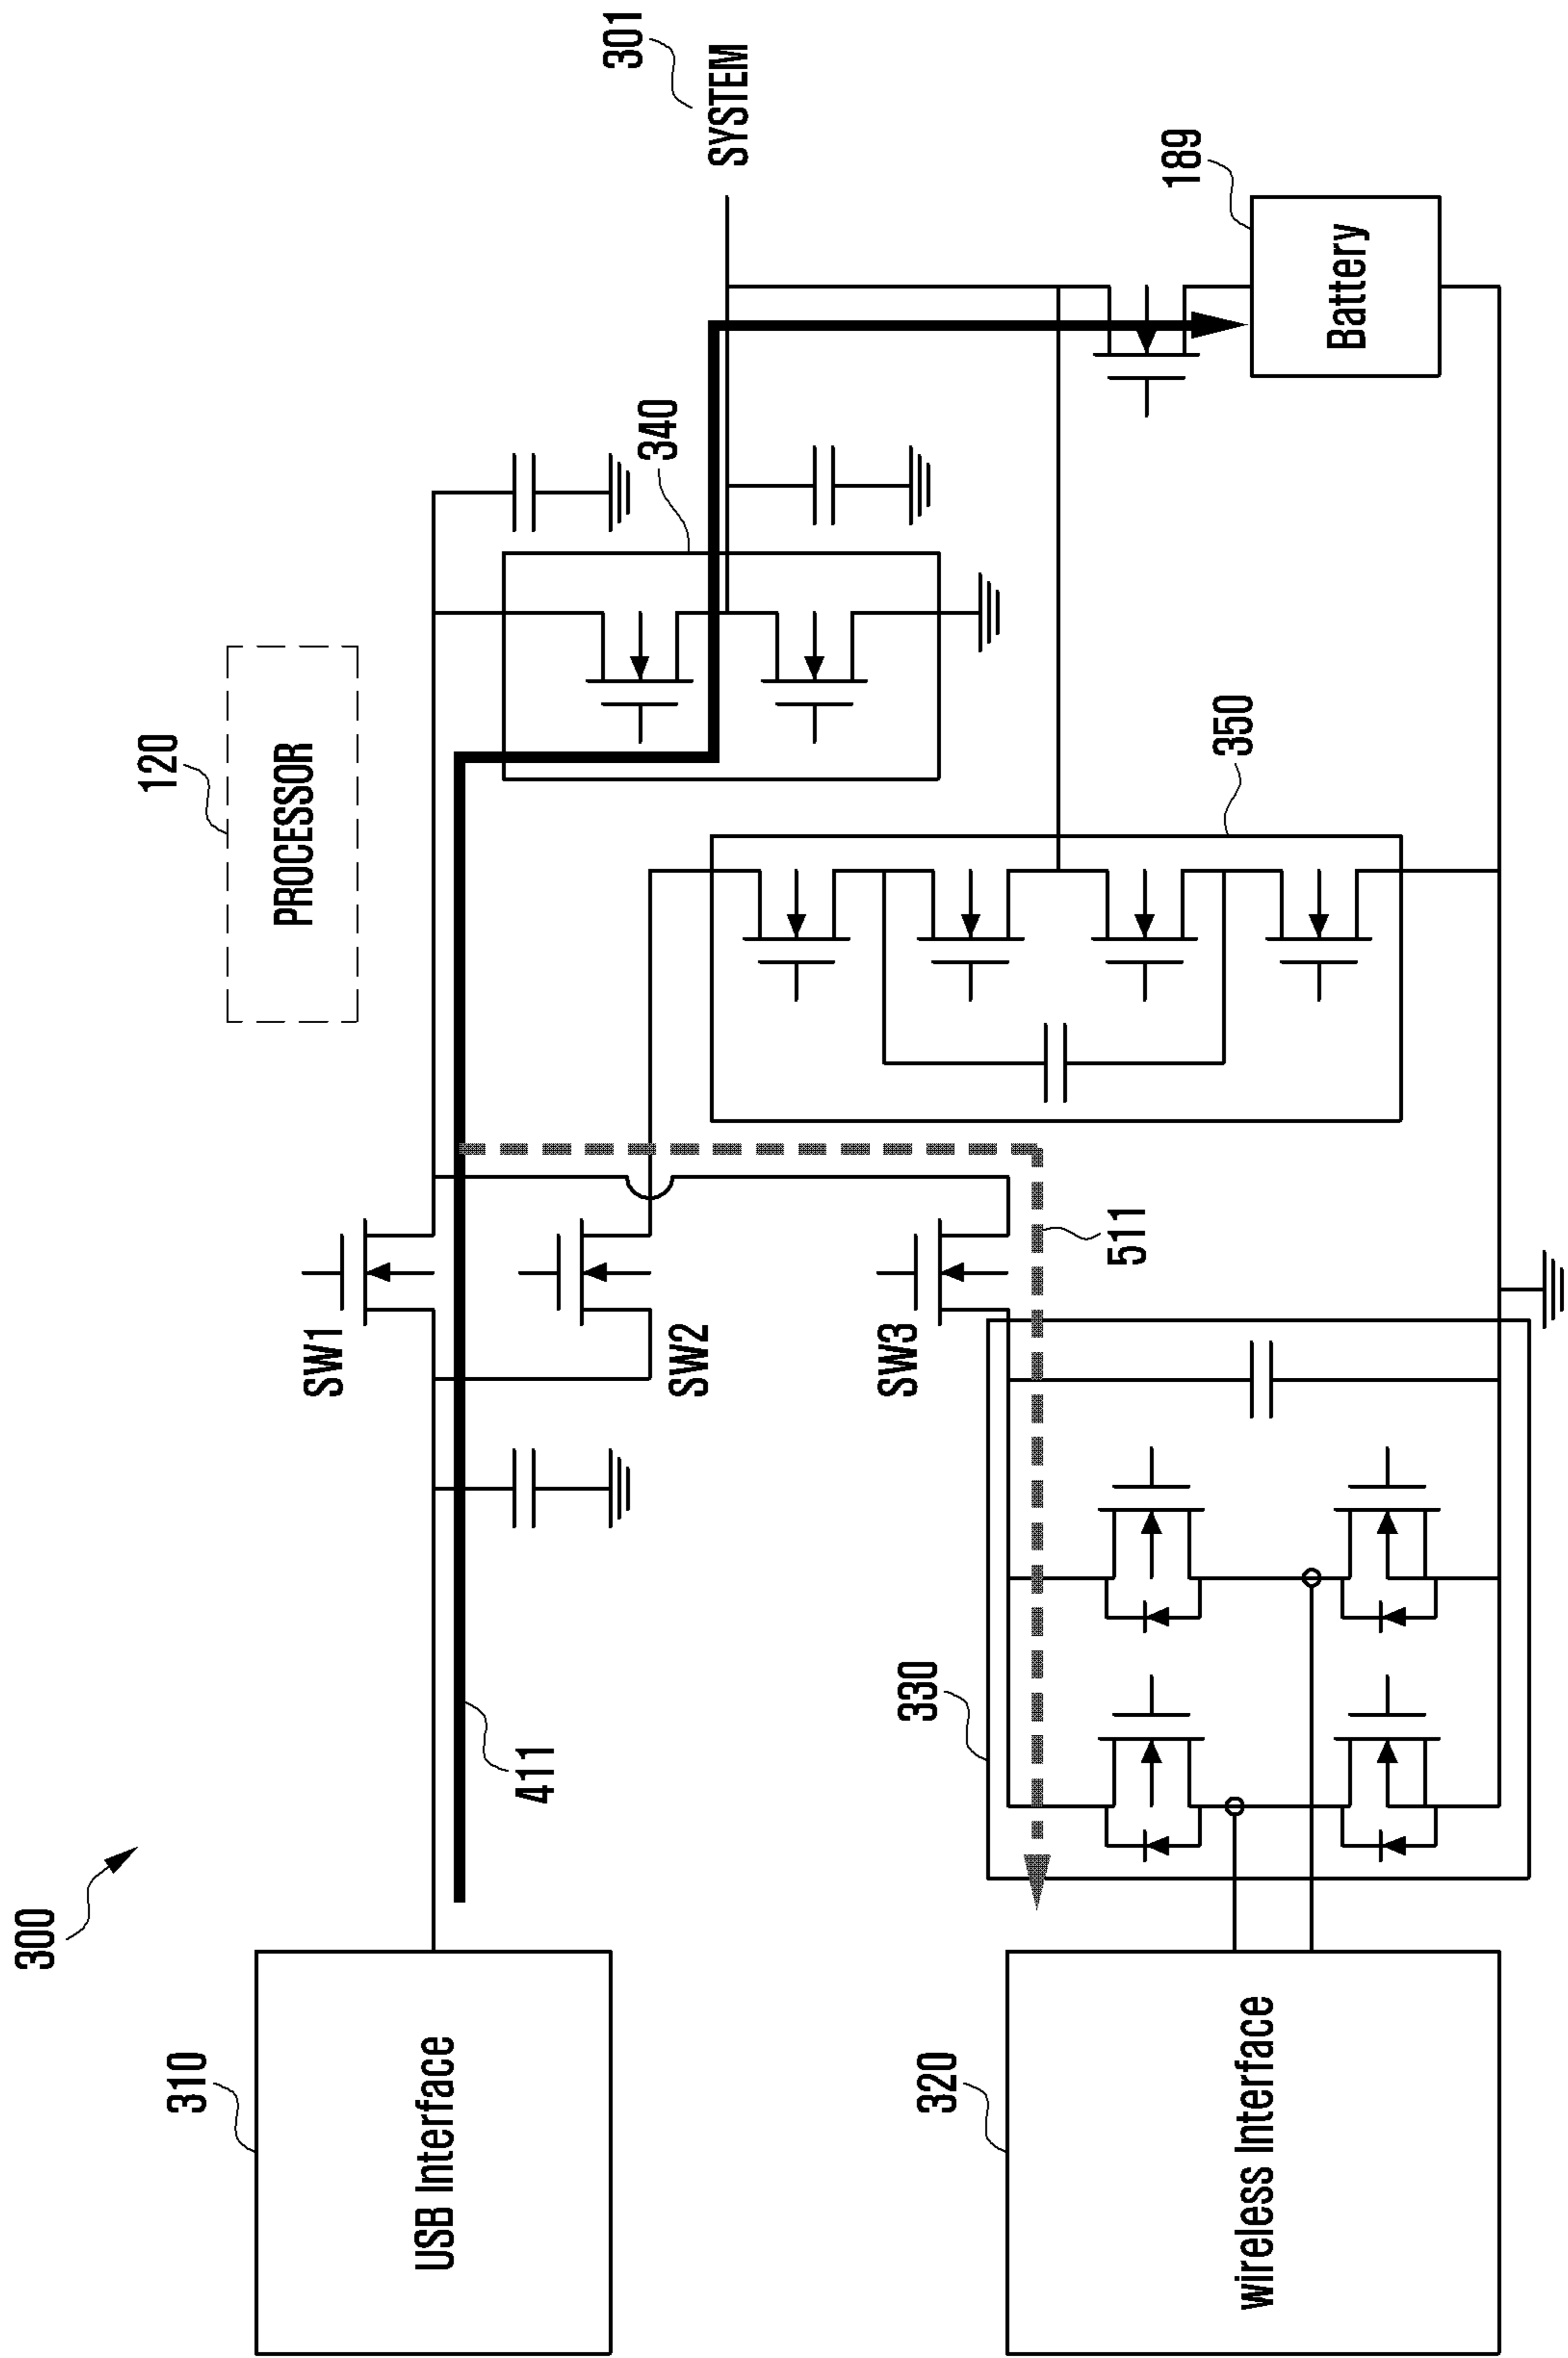 300
310
USB Interface
320
wireless Interface
411
330
SW1
SW2
SW3
511
120
PROCESSOR
350
340
189
Battery
301
SYSTEM